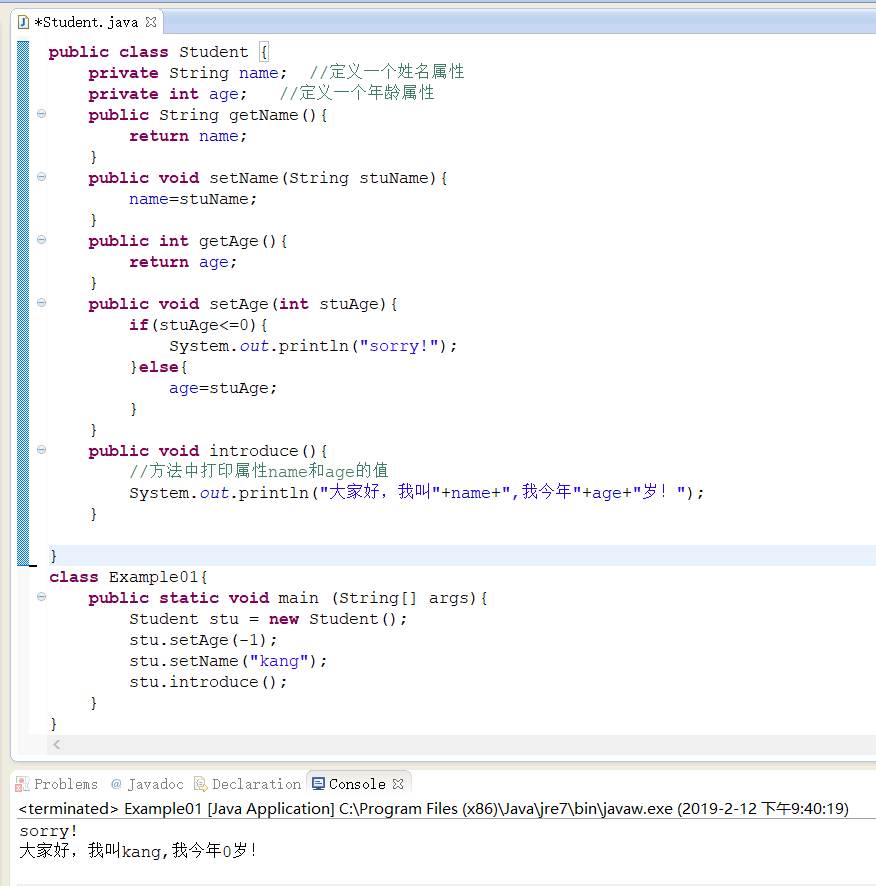 *Student.java
public class Student {
    private String name;  //定义一个姓名属性
    private int age;   //定义一个年龄属性
    public String getName(){
        return name;
    }
    public void setName(String stuName){
        name=stuName;
    }
    public int getAge(){
        return age;
    }
    public void setAge(int stuAge){
        if(stuAge<=0){
            System.out.println("sorry!");
        }else{
            age=stuAge;
        }
    }
    public void introduce(){
        //方法中打印属性name和age的值
        System.out.println("大家好，我叫"+name+",我今年"+age+"岁！");
    }

}
class Example01{
    public static void main (String[] args){
        Student stu = new Student();
        stu.setAge(-1);
        stu.setName("kang");
        stu.introduce();
    }
}
Problems @ Javadoc Declaration Console
<terminated> Example01 [Java Application] C:\Program Files (x86)\Java\jre7\bin\javaw.exe (2019-2-12 下午9:40:19)
sorry!
大家好，我叫kang,我今年0岁！